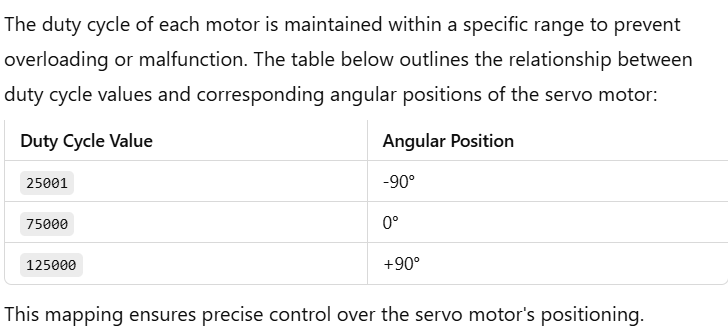 The duty cycle of each motor is maintained within a specific range to prevent
overloading or malfunction. The table below outlines the relationship between
duty cycle values and corresponding angular positions of the servo motor:
Duty Cycle Value Angular Position
25001 -90°
75000 0°
125000 +90°
This mapping ensures precise control over the servo motor's positioning.